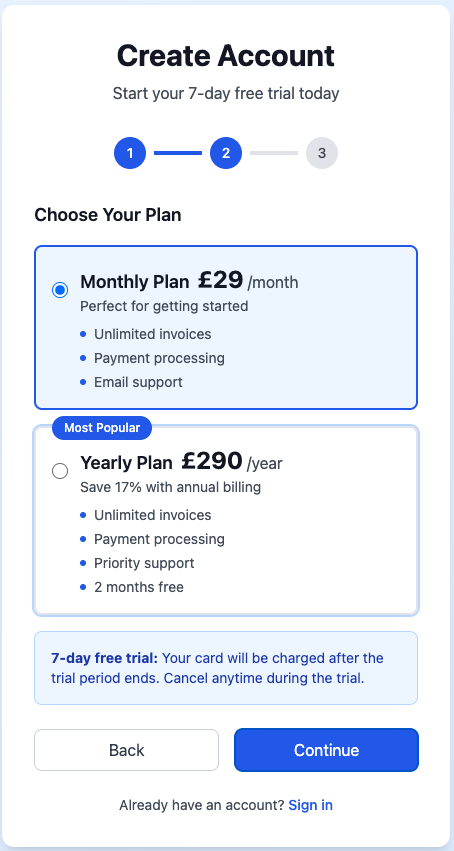 Create Account
Start your 7-day free trial today
1 2 3
Choose Your Plan
Monthly Plan £29 /month
Perfect for getting started
Unlimited invoices
Payment processing
Email support
Most Popular
Yearly Plan £290 /year
Save 17% with annual billing
Unlimited invoices
Payment processing
Priority support
2 months free
7-day free trial: Your card will be charged after the
trial period ends. Cancel anytime during the trial.
Back Continue
Already have an account? Sign in